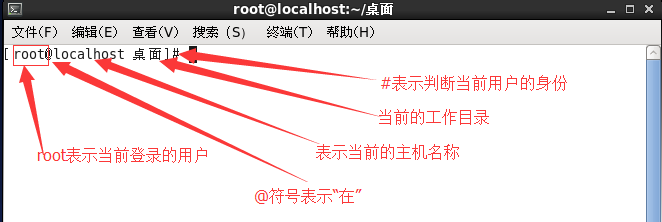 root@localhost:~/桌面
文件(F) 编辑(E) 查看(V) 搜索 (S) 终端(T) 帮助(H)
[root@localhost 桌面]#
#表示判断当前用户的身份
当前的工作目录
root表示当前登录的用户
表示当前的主机名称
@符号表示“在”